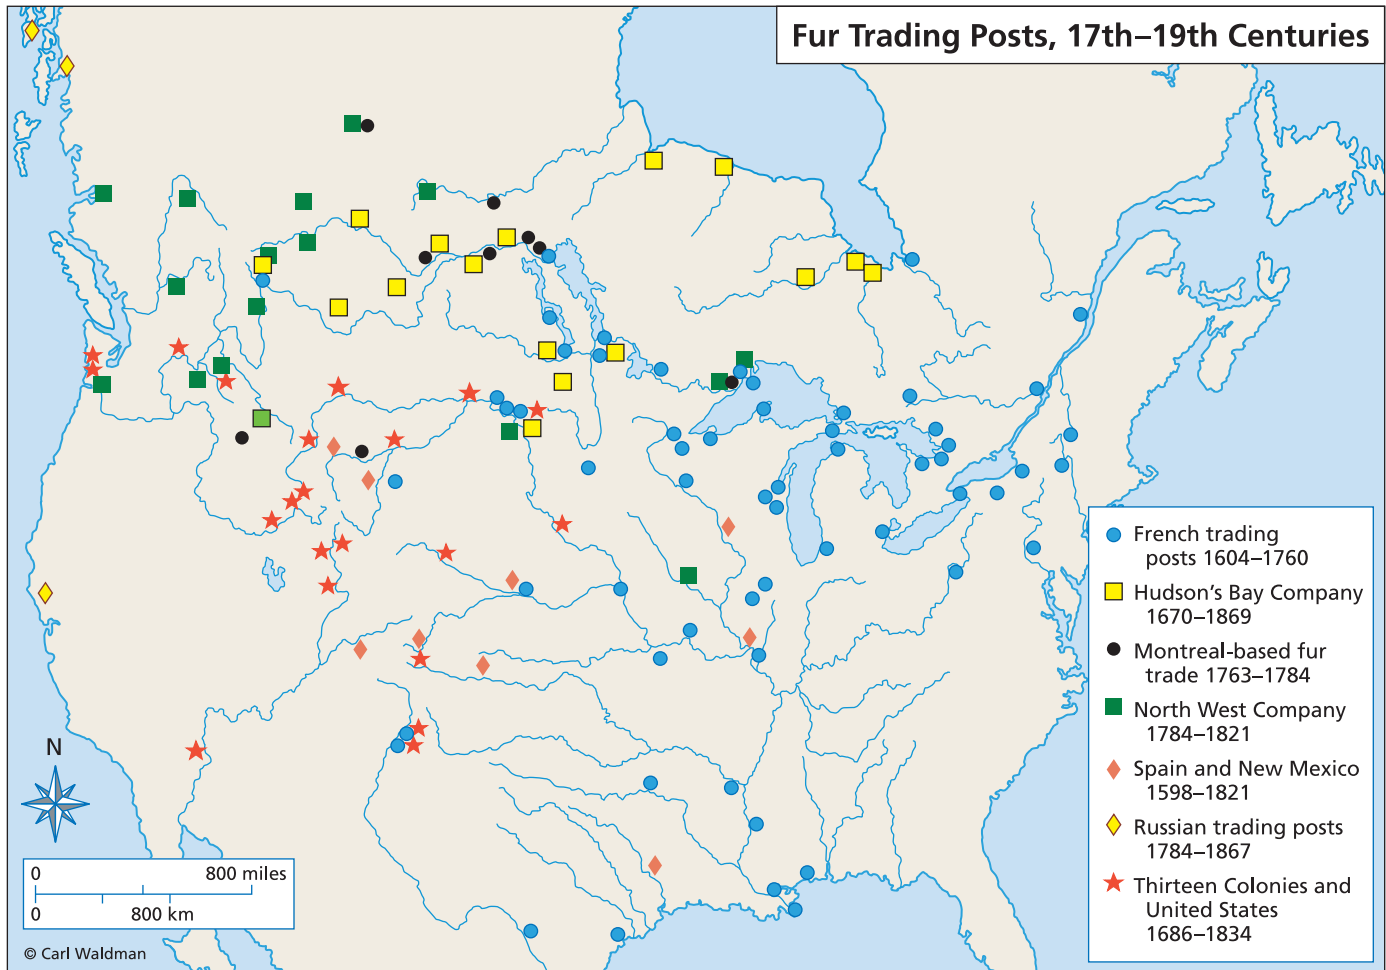 Fur Trading Posts, 17th–19th Centuries
French trading
posts 1604–1760
Hudson's Bay Company
1670–1869
Montreal-based fur
trade 1763–1784
North West Company
1784–1821
Spain and New Mexico
1598–1821
Russian trading posts
1784–1867
Thirteen Colonies and
United States
1686–1834
N
0 800 miles
0 800 km
© Carl Waldman